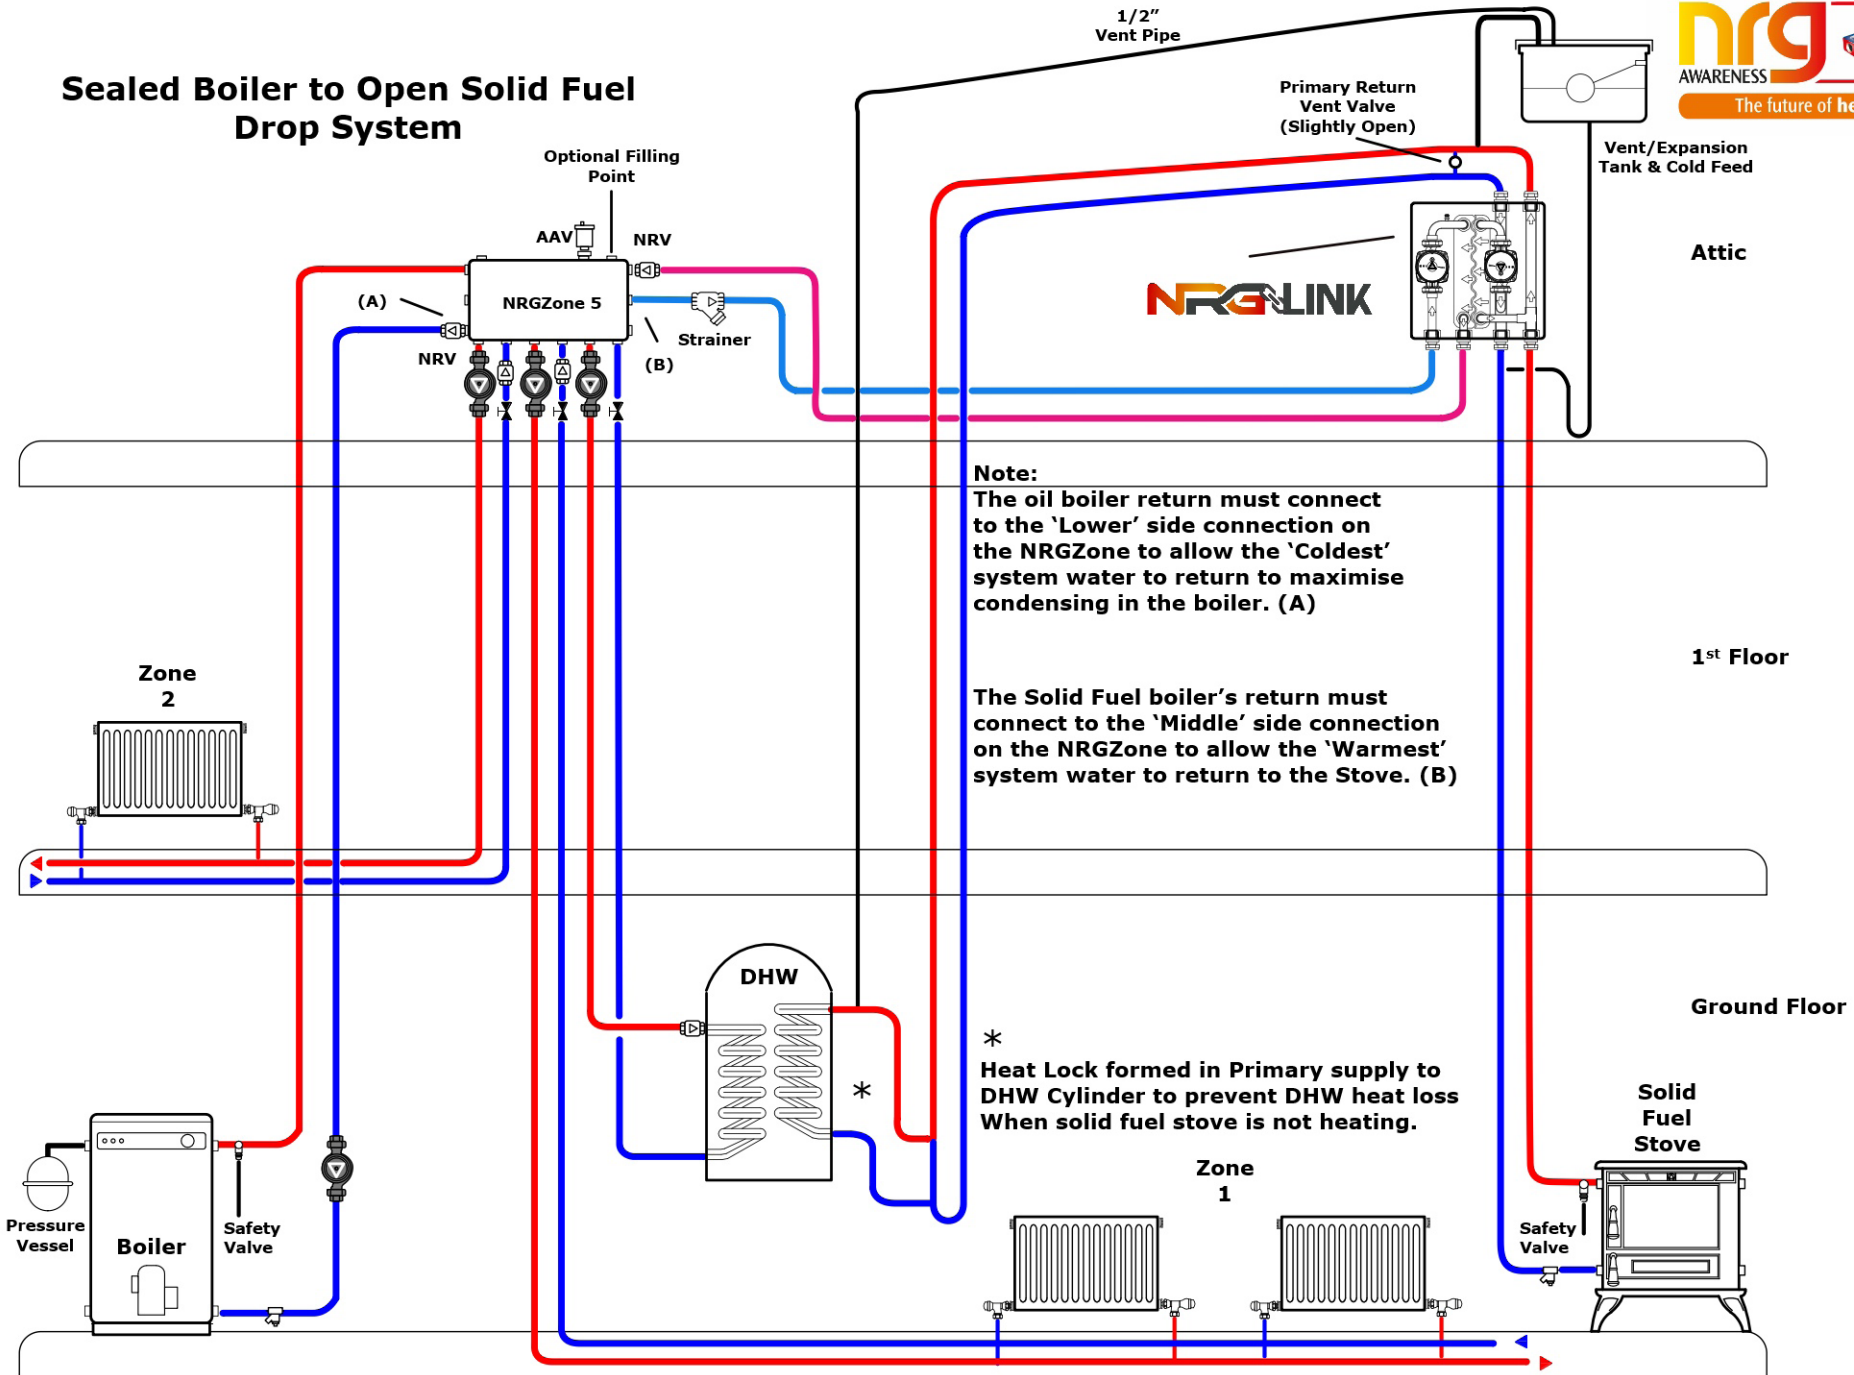 1/2”
Vent Pipe
nrg
AWARENESS
The future of he
Sealed Boiler to Open Solid Fuel
Drop System
Primary Return
Vent Valve
(Slightly Open)
Vent/Expansion
Tank & Cold Feed
Optional Filling
Point
AAV
NRV
Attic
(A)
NRGZone 5
NRG LINK
Strainer
NRV
(B)
Note:
The oil boiler return must connect
to the ‘Lower’ side connection on
the NRGZone to allow the ‘Coldest’
system water to return to maximise
condensing in the boiler. (A)
1st Floor
Zone
2
The Solid Fuel boiler’s return must
connect to the ‘Middle’ side connection
on the NRGZone to allow the ‘Warmest’
system water to return to the Stove. (B)
DHW
Ground Floor
*
*
Heat Lock formed in Primary supply to
DHW Cylinder to prevent DHW heat loss
When solid fuel stove is not heating.
Solid
Fuel
Stove
Zone
1
Pressure
Vessel
Boiler
Safety
Valve
Safety
Valve